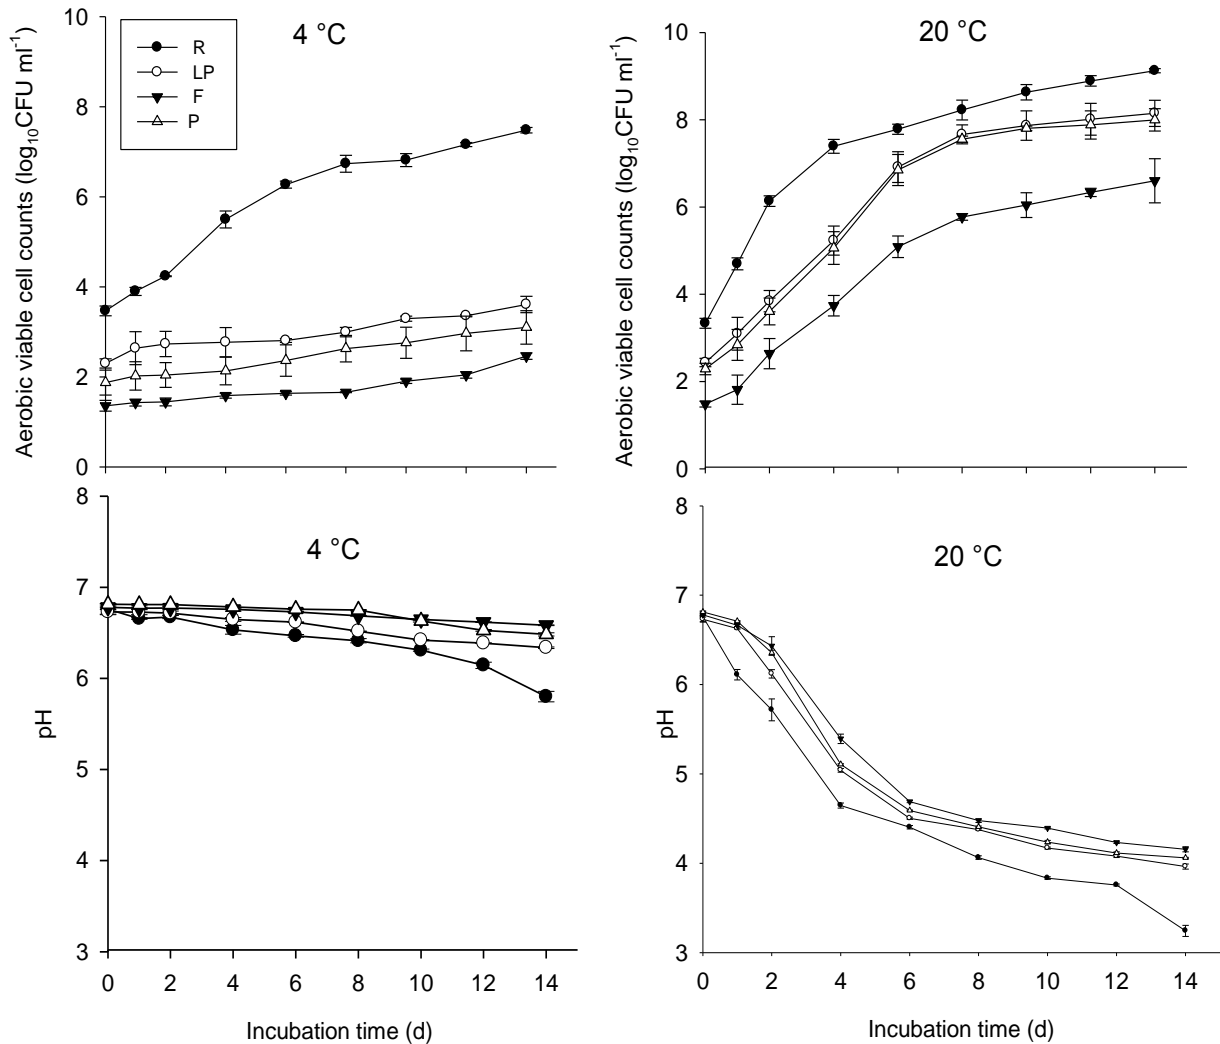 4 °C
R
LP
F
P
Aerobic viable cell counts (log₁₀CFU ml⁻¹)
10
8
6
4
2
0
20 °C
Aerobic viable cell counts (log₁₀CFU ml⁻¹)
10
8
6
4
2
0
4 °C
pH
8
7
6
5
4
3
0 2 4 6 8 10 12 14
Incubation time (d)
20 °C
pH
8
7
6
5
4
3
0 2 4 6 8 10 12 14
Incubation time (d)